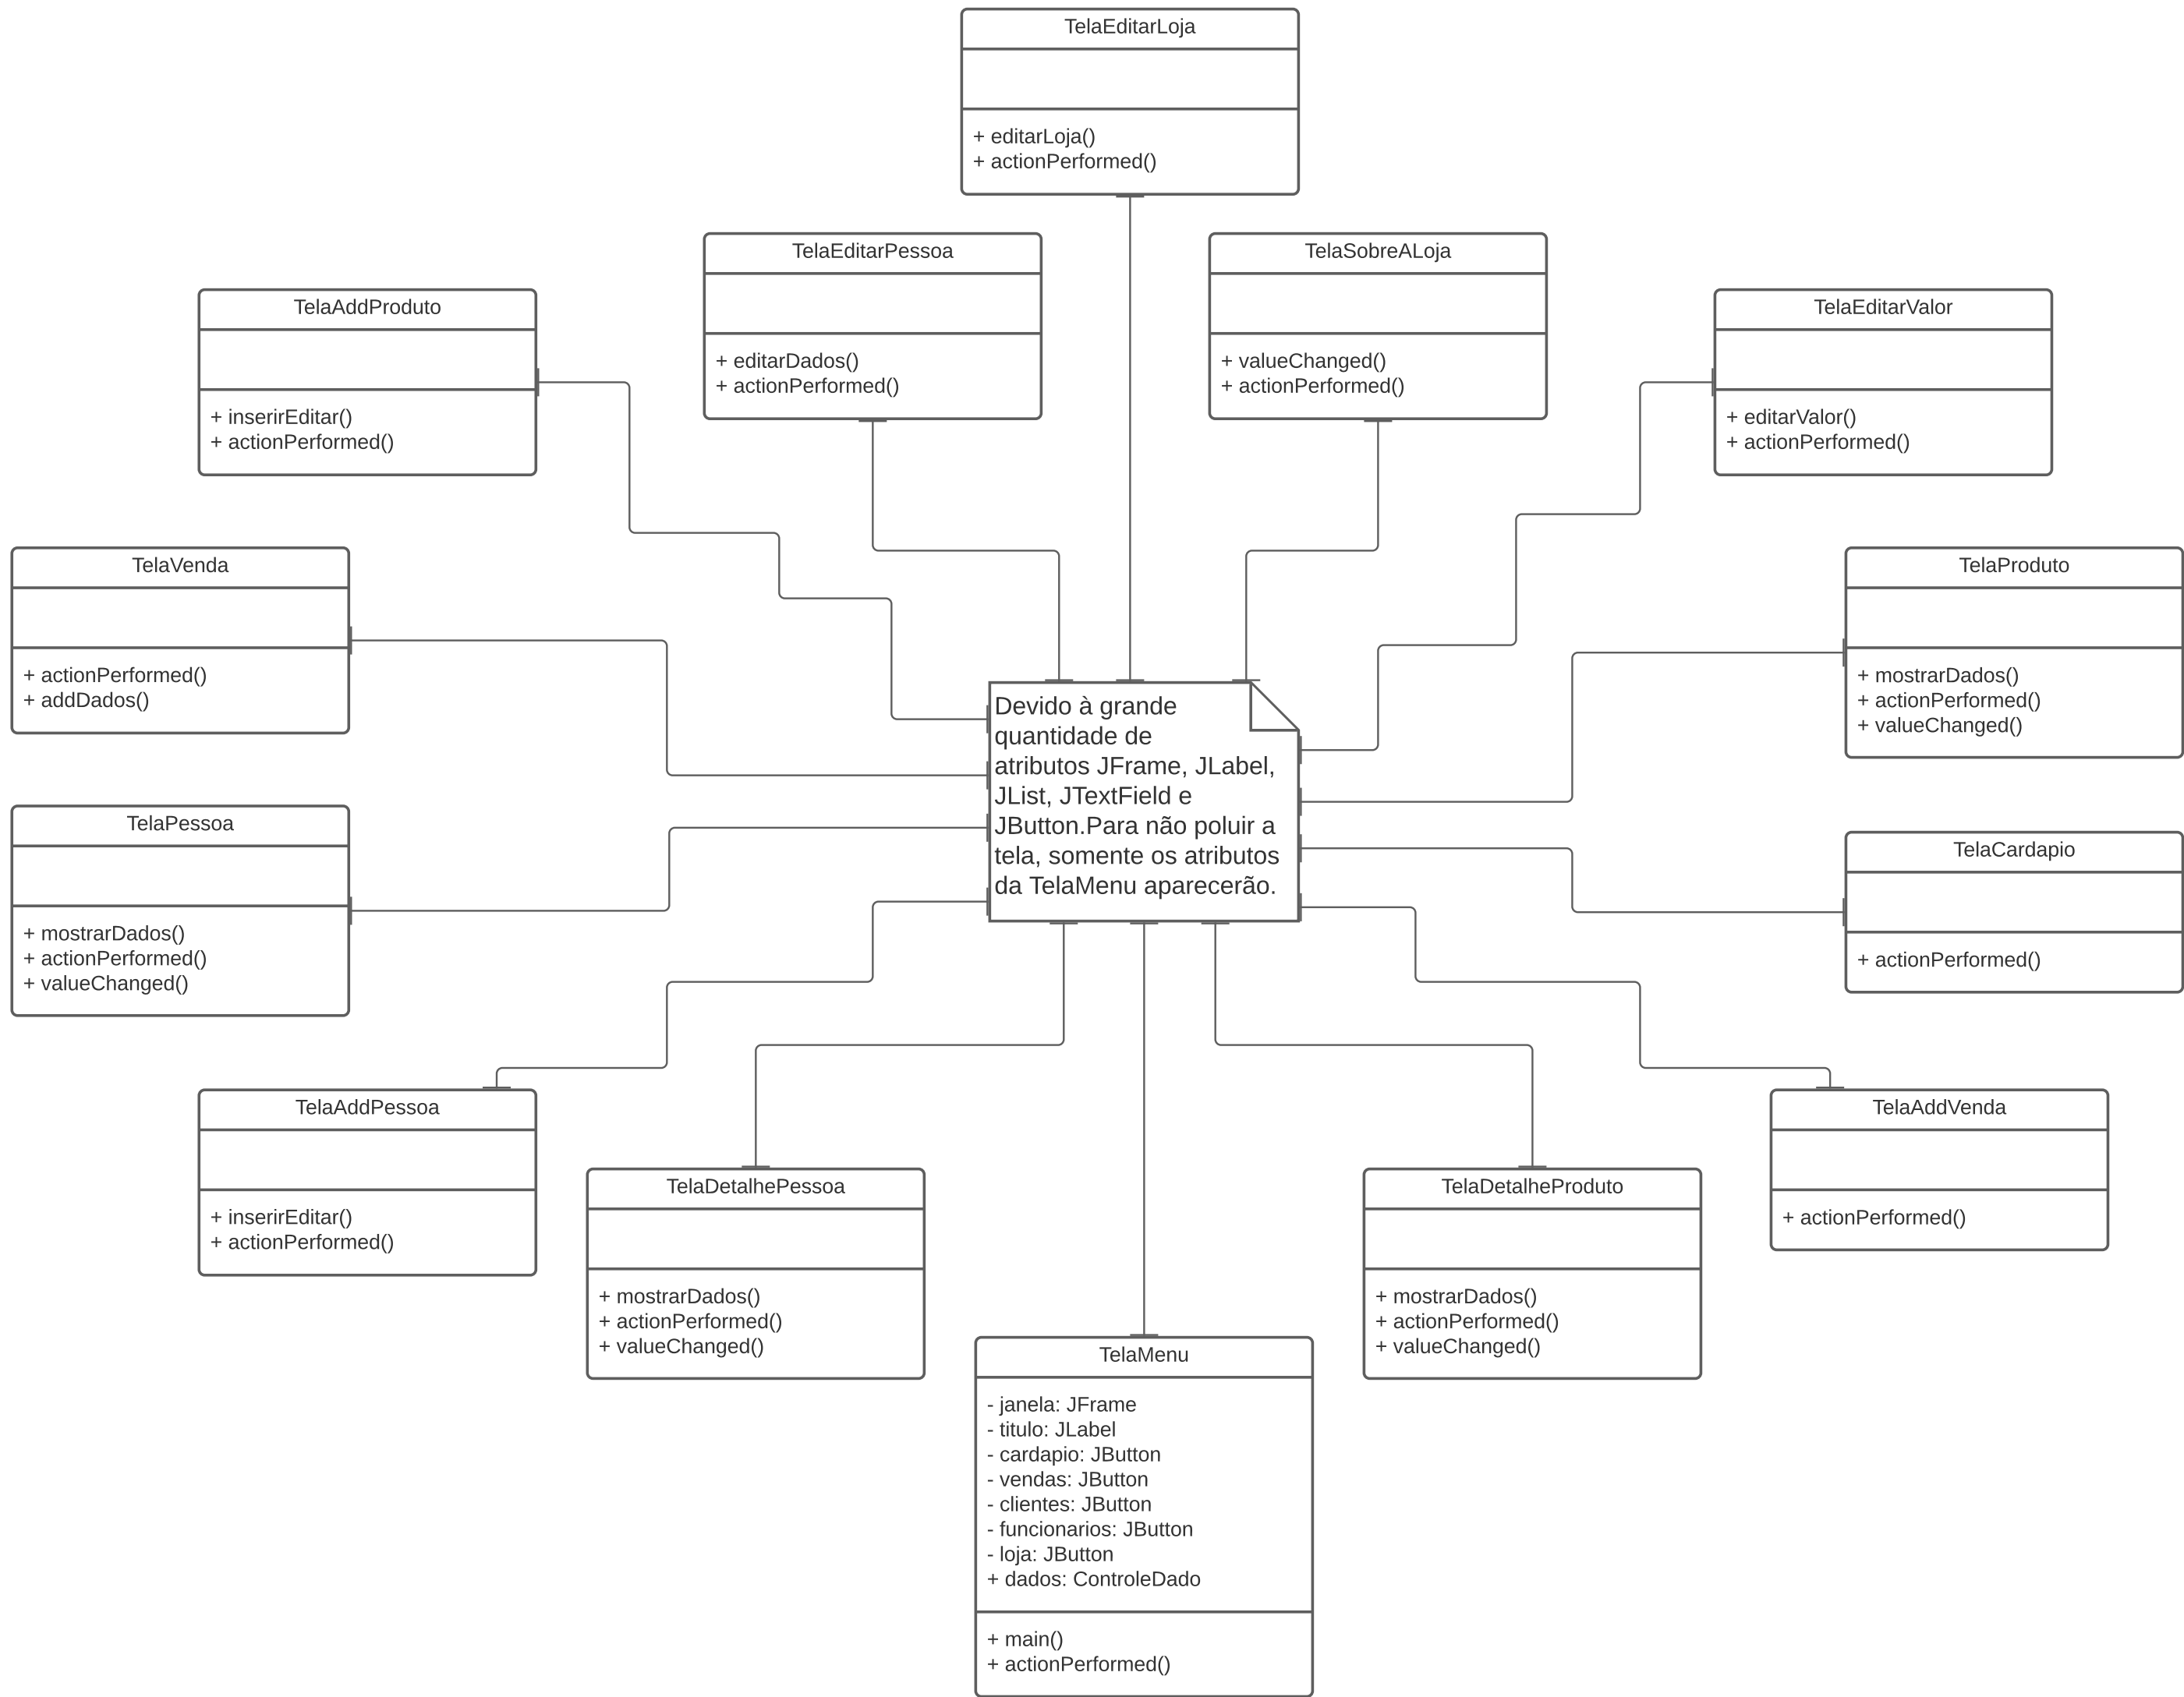 TelaEditarLoja
+ editarLoja()
+ actionPerformed()
TelaEditarPessoa
+ editarDados()
+ actionPerformed()
TelaSobreALoja
+ valueChanged()
+ actionPerformed()
TelaAddProduto
+ inserirEditar()
+ actionPerformed()
TelaEditarValor
+ editarValor()
+ actionPerformed()
TelaVenda
+ actionPerformed()
+ addDados()
TelaProduto
+ mostrarDados()
+ actionPerformed()
+ valueChanged()
Devido à grande
quantidade de
atributos JFrame, JLabel,
JList, JTextField e
JButton.Para não poluir a
tela, somente os atributos
da TelaMenu aparecerão.
TelaPessoa
+ mostrarDados()
+ actionPerformed()
+ valueChanged()
TelaCardapio
+ actionPerformed()
TelaAddPessoa
+ inserirEditar()
+ actionPerformed()
TelaAddVenda
+ actionPerformed()
TelaDetalhePessoa
+ mostrarDados()
+ actionPerformed()
+ valueChanged()
TelaDetalheProduto
+ mostrarDados()
+ actionPerformed()
+ valueChanged()
TelaMenu
- janela: JFrame
- titulo: JLabel
- cardapio: JButton
- vendas: JButton
- clientes: JButton
- funcionarios: JButton
- loja: JButton
+ dados: ControleDado
+ main()
+ actionPerformed()